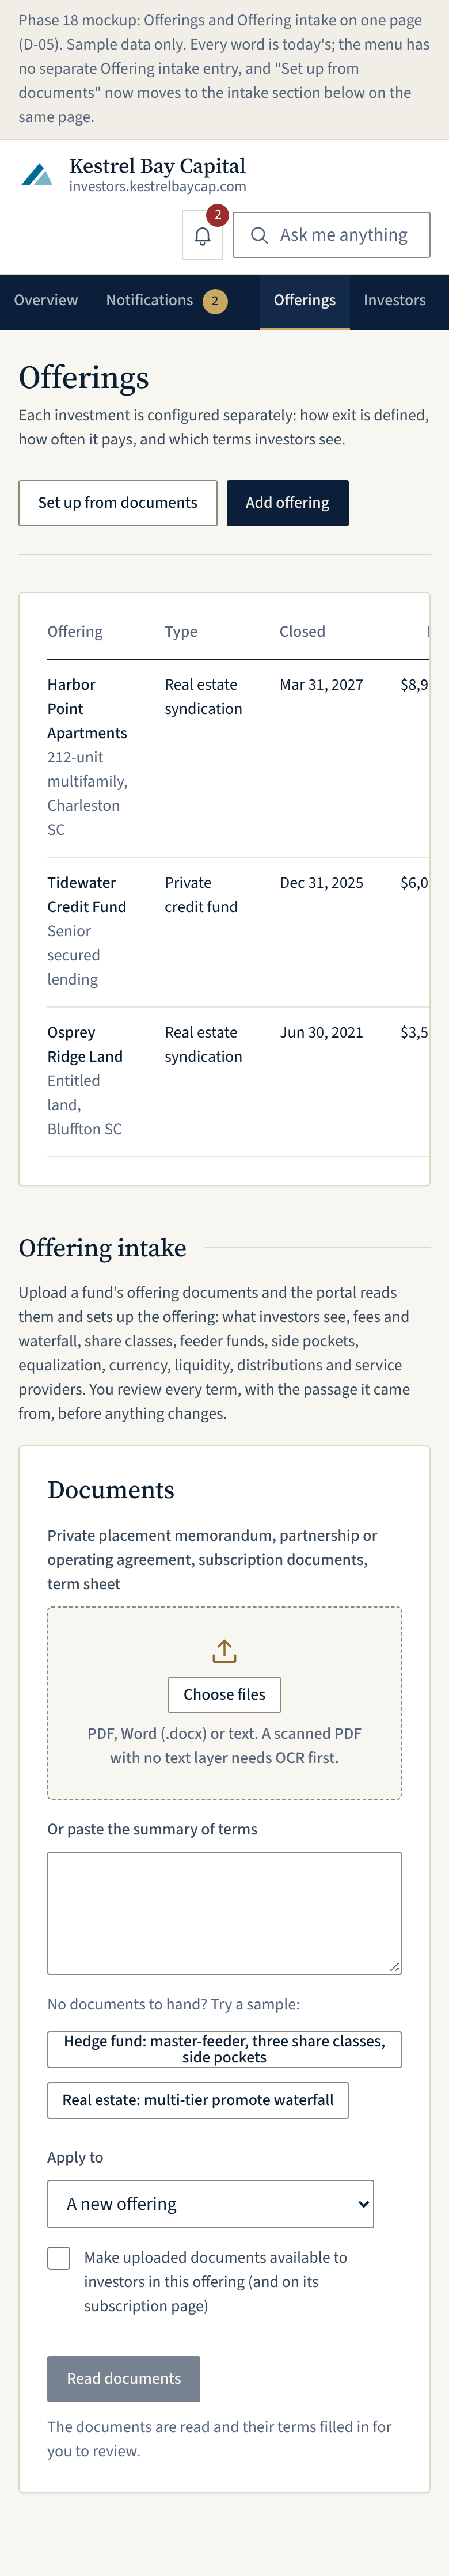 Phase 18 mockup: Offerings and Offering intake on one page
(D-05). Sample data only. Every word is today's; the menu has
no separate Offering intake entry, and "Set up from
documents" now moves to the intake section below on the
same page.
Kestrel Bay Capital
investors.kestrelbaycap.com
2
Ask me anything
Overview Notifications 2 Offerings Investors
Offerings
Each investment is configured separately: how exit is defined,
how often it pays, and which terms investors see.
Set up from documents Add offering
Offering Type Closed
Harbor Real estate Mar 31, 2027 $8,9
Point syndication
Apartments
212-unit
multifamily,
Charleston
SC
Tidewater Private Dec 31, 2025 $6,0
Credit Fund credit fund
Senior
secured
lending
Osprey Real estate Jun 30, 2021 $3,5
Ridge Land syndication
Entitled
land,
Bluffton SC
Offering intake
Upload a fund’s offering documents and the portal reads
them and sets up the offering: what investors see, fees and
waterfall, share classes, feeder funds, side pockets,
equalization, currency, liquidity, distributions and service
providers. You review every term, with the passage it came
from, before anything changes.
Documents
Private placement memorandum, partnership or
operating agreement, subscription documents,
term sheet
Choose files
PDF, Word (.docx) or text. A scanned PDF
with no text layer needs OCR first.
Or paste the summary of terms
No documents to hand? Try a sample:
Hedge fund: master-feeder, three share classes,
side pockets
Real estate: multi-tier promote waterfall
Apply to
A new offering
Make uploaded documents available to
investors in this offering (and on its
subscription page)
Read documents
The documents are read and their terms filled in for
you to review.